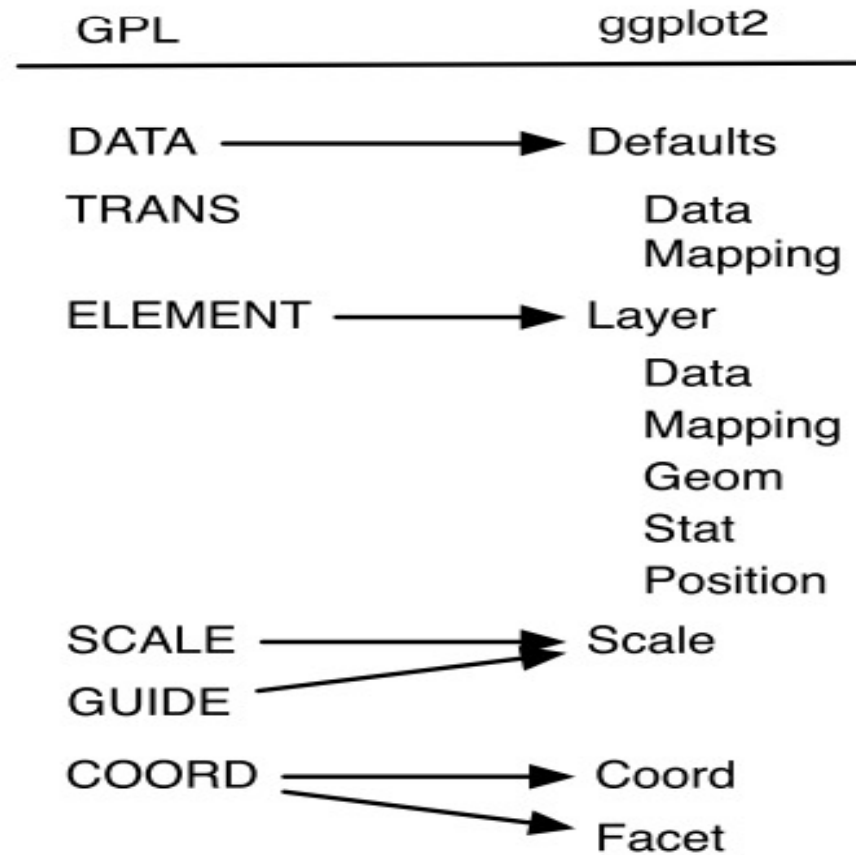 GPL ggplot2
DATA Defaults
TRANS Data
Mapping
ELEMENT Layer
Data
Mapping
Geom
Stat
Position
SCALE Scale
GUIDE
COORD Coord
Facet